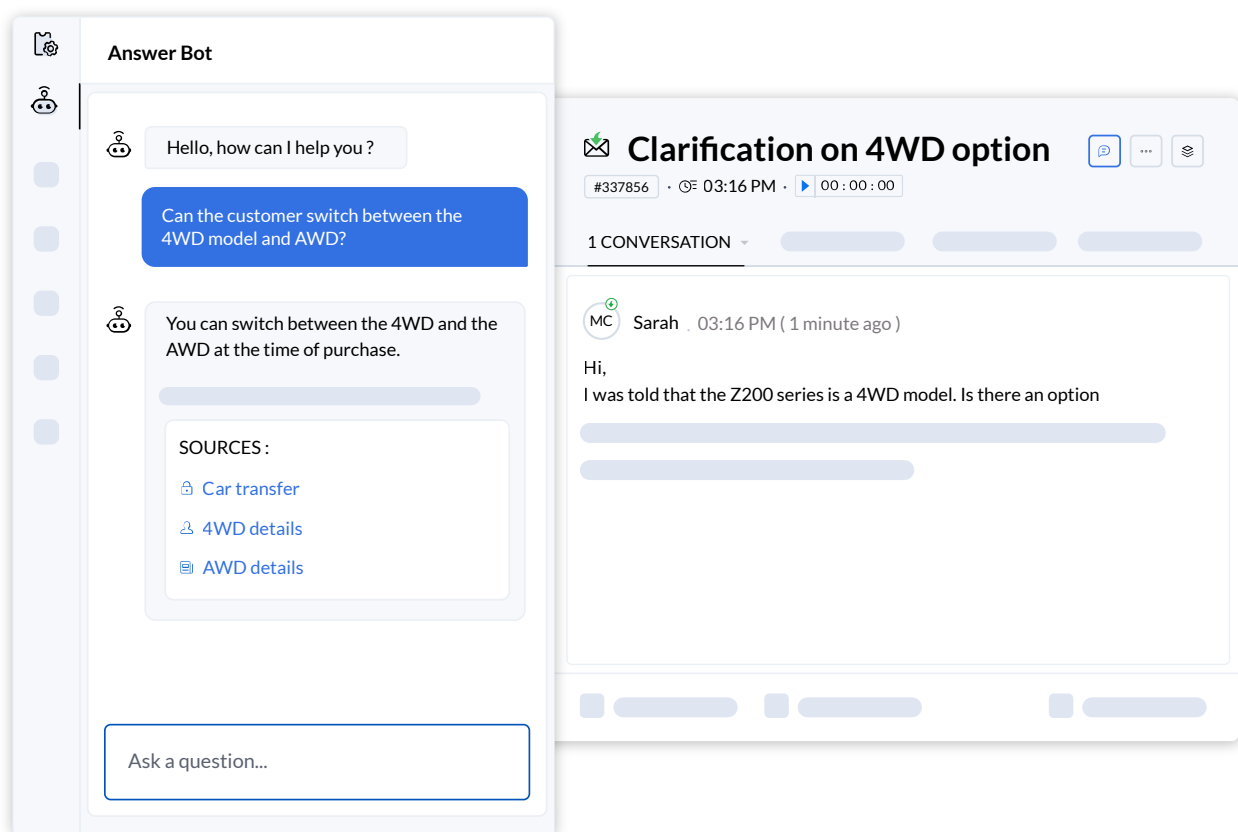 Answer Bot
Hello, how can I help you ?
Can the customer switch between the
4WD model and AWD?
You can switch between the 4WD and the
AWD at the time of purchase.
SOURCES :
Car transfer
4WD details
AWD details
Ask a question...
Clarification on 4WD option
#337856 · 03:16 PM · 00 : 00 : 00
1 CONVERSATION
MC Sarah . 03:16 PM ( 1 minute ago )
Hi,
I was told that the Z200 series is a 4WD model. Is there an option